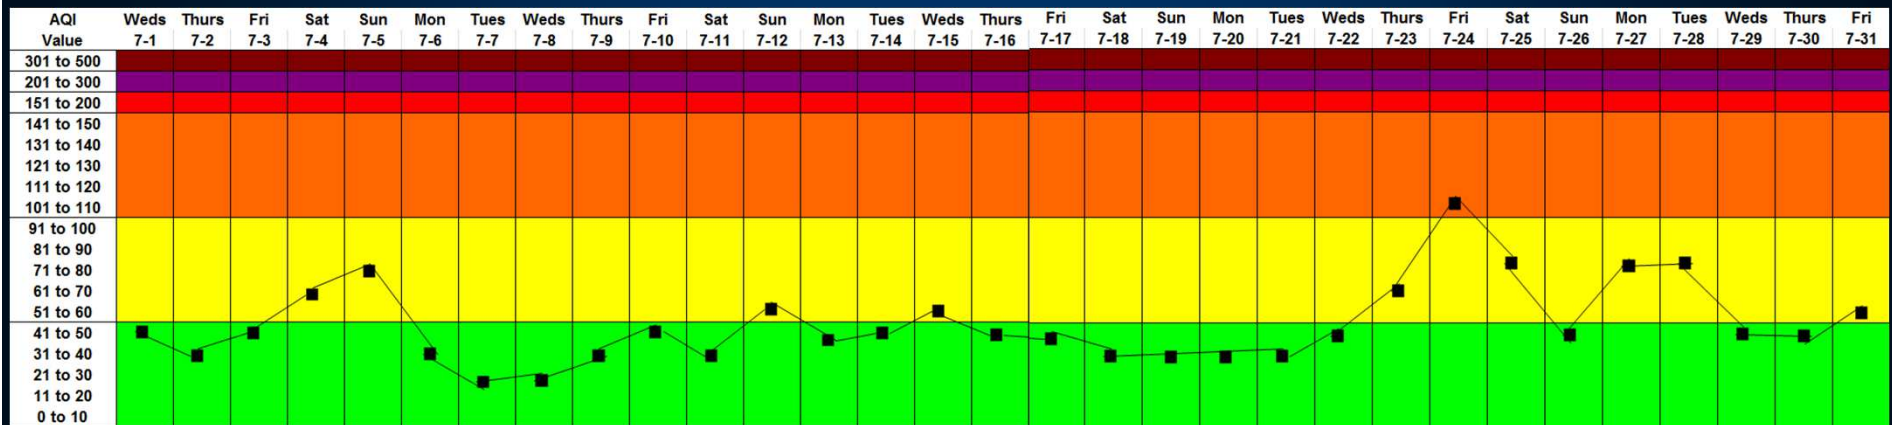 AQI Weds Thurs Fri Sat Sun Mon Tues Weds Thurs Fri Sat Sun Mon Tues Weds Thurs Fri Sat Sun Mon Tues Weds Thurs Fri Sat Sun Mon Tues Weds Thurs Fri
Value 7-1 7-2 7-3 7-4 7-5 7-6 7-7 7-8 7-9 7-10 7-11 7-12 7-13 7-14 7-15 7-16 7-17 7-18 7-19 7-20 7-21 7-22 7-23 7-24 7-25 7-26 7-27 7-28 7-29 7-30 7-31
301 to 500
201 to 300
151 to 200
141 to 150
131 to 140
121 to 130
111 to 120
101 to 110
91 to 100
81 to 90
71 to 80
61 to 70
51 to 60
41 to 50
31 to 40
21 to 30
11 to 20
0 to 10